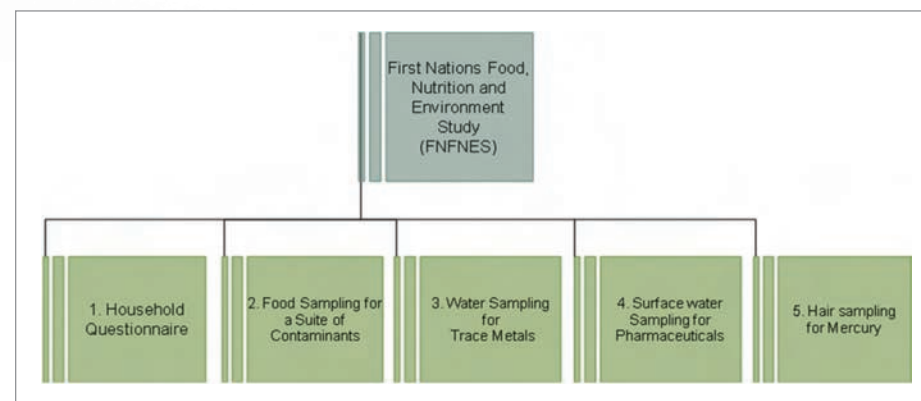 First Nations Food,
Nutrition and
Environment
Study
(FNFNES)
1. Household
Questionnaire
2. Food Sampling for
a Suite of
Contaminants
3. Water Sampling
for
Trace Metals
4. Surface water
Sampling for
Pharmaceuticals
5. Hair sampling
for Mercury